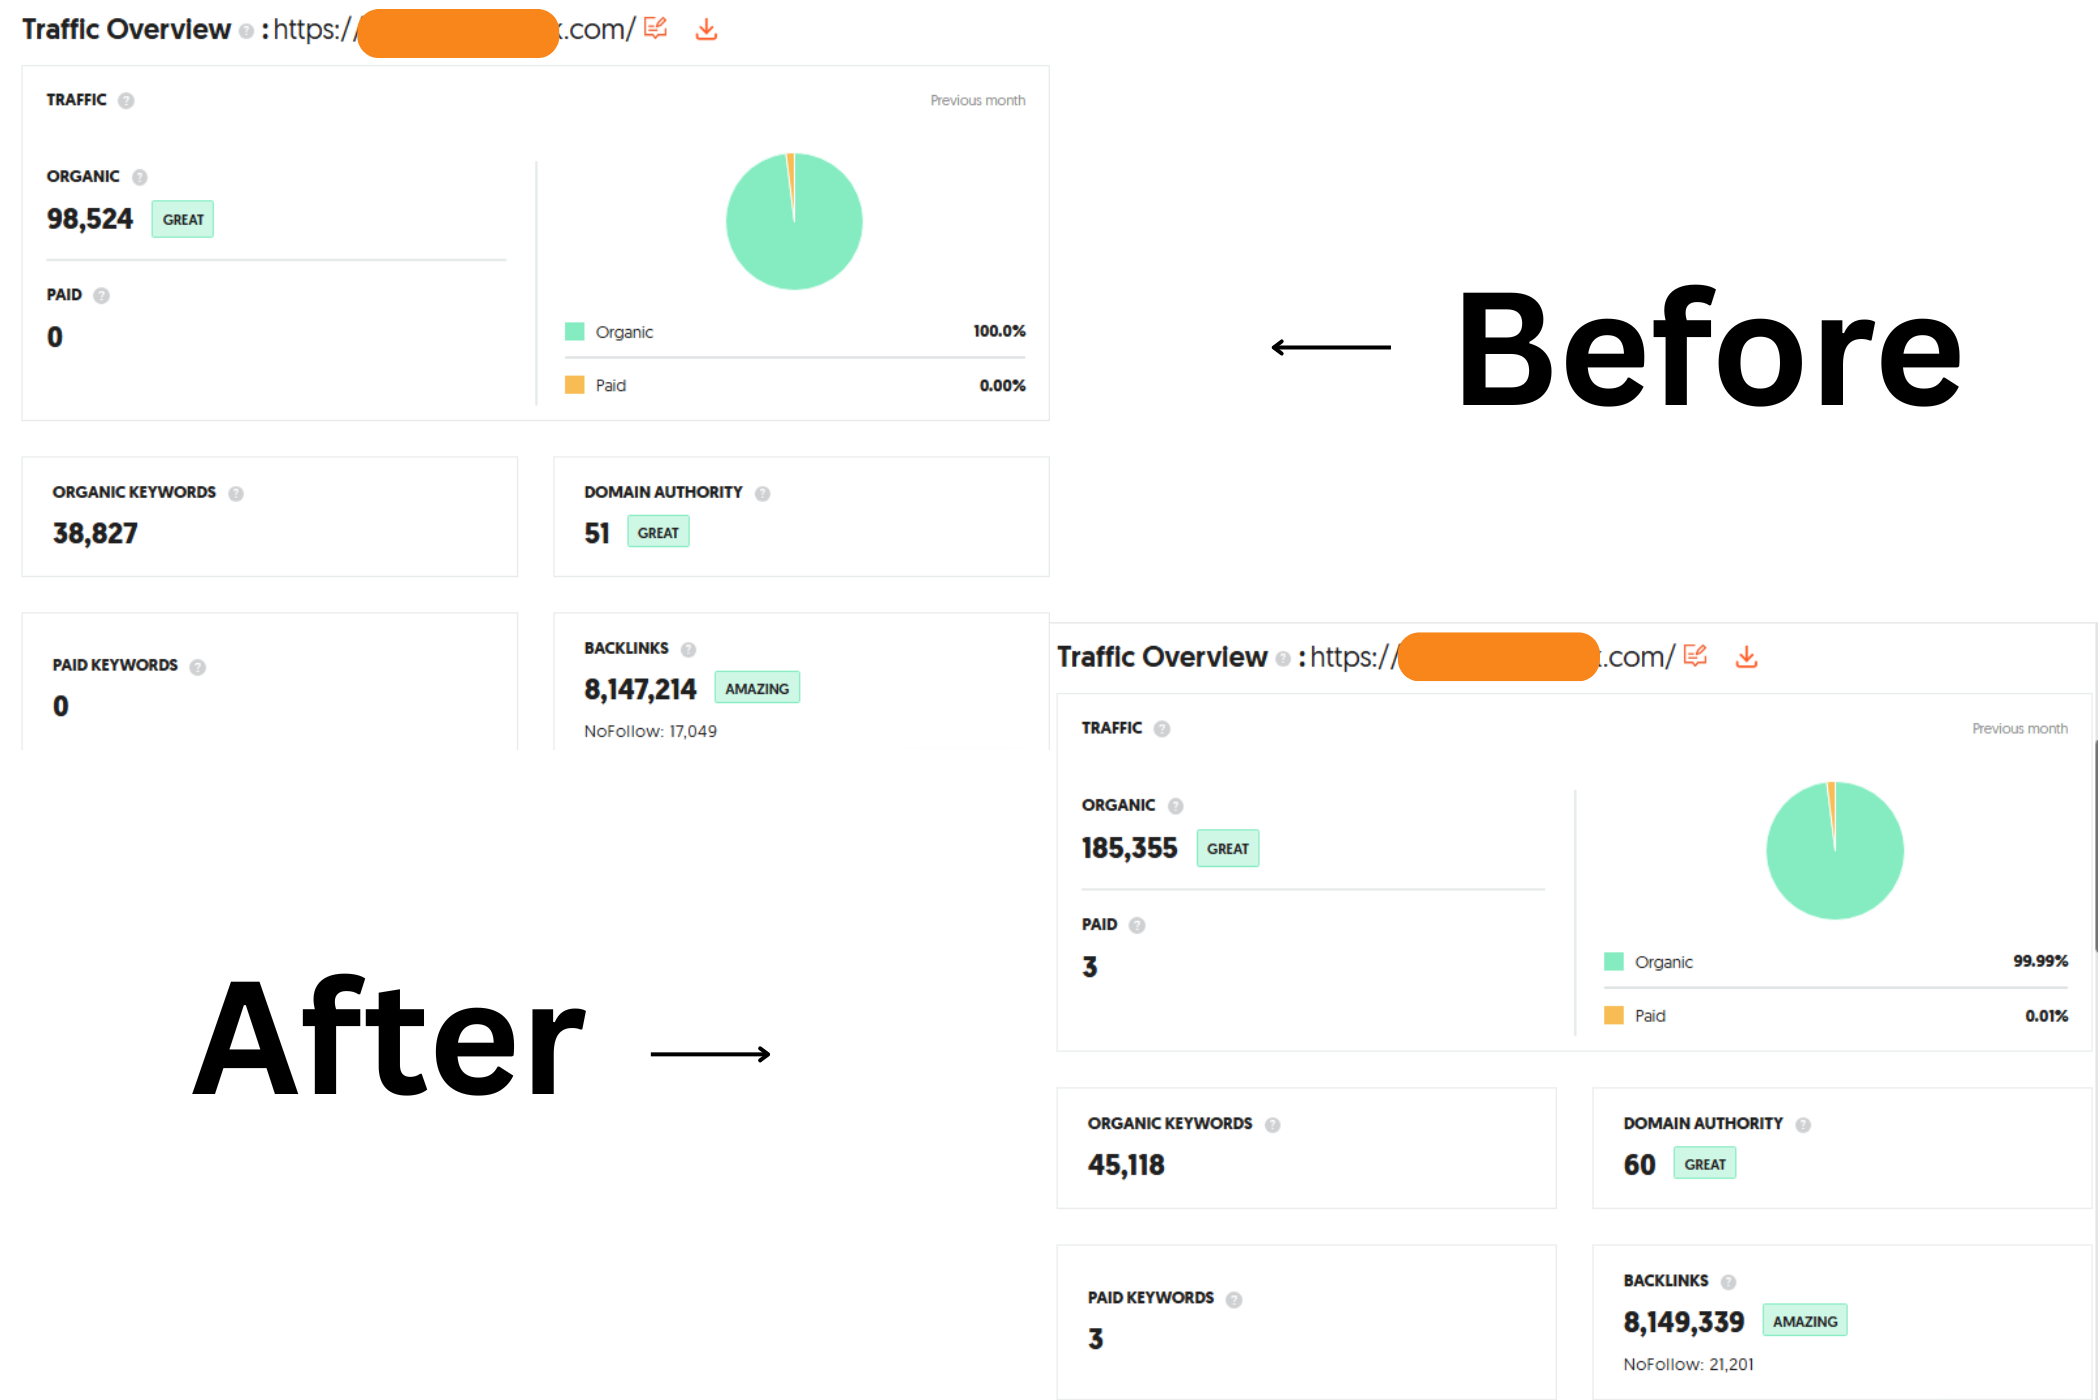 Traffic Overview ? : https:// .com/
TRAFFIC ?
Previous month
ORGANIC ?
98,524 GREAT
PAID ?
0
Organic 100.0%
Paid 0.00%
Before
ORGANIC KEYWORDS ?
38,827
DOMAIN AUTHORITY ?
51 GREAT
PAID KEYWORDS ?
0
BACKLINKS ?
8,147,214 AMAZING
NoFollow: 17,049
After
Traffic Overview ? : https:// .com/
TRAFFIC ?
Previous month
ORGANIC ?
185,355 GREAT
PAID ?
3
Organic 99.99%
Paid 0.01%
ORGANIC KEYWORDS ?
45,118
DOMAIN AUTHORITY ?
60 GREAT
PAID KEYWORDS ?
3
BACKLINKS ?
8,149,339 AMAZING
NoFollow: 21,201